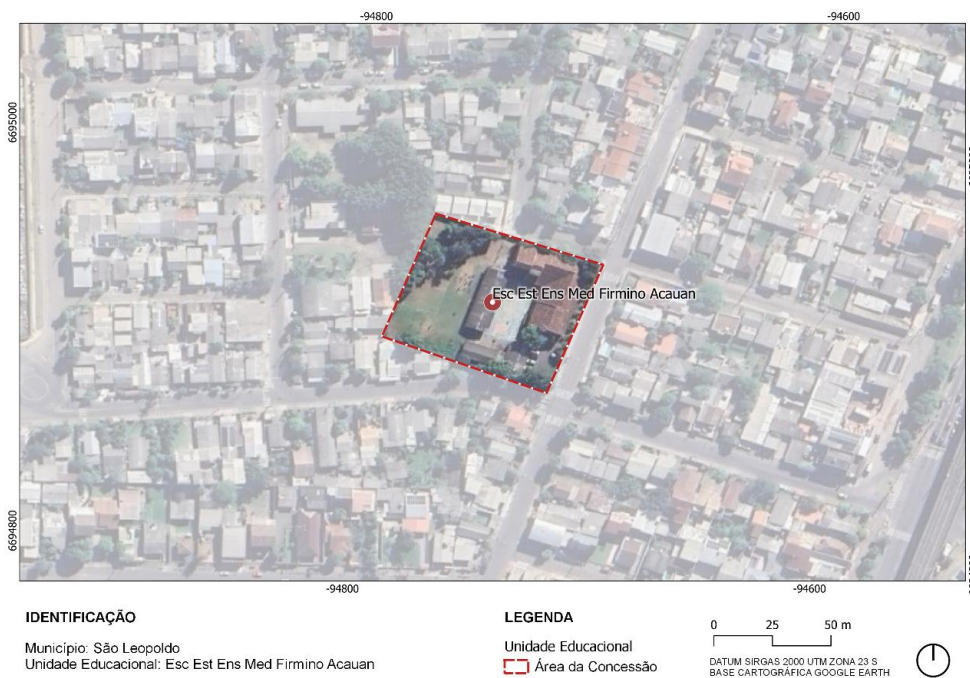 -94800
-94600
6695000
Esc Est Ens Med Firmino Acauan
6694800
-94800
-94600
IDENTIFICAÇÃO
Município: São Leopoldo
Unidade Educacional: Esc Est Ens Med Firmino Acauan
LEGENDA
Unidade Educacional
Área da Concessão
0 25 50 m
DATUM SIRGAS 2000 UTM ZONA 23 S
BASE CARTOGRÁFICA GOOGLE EARTH